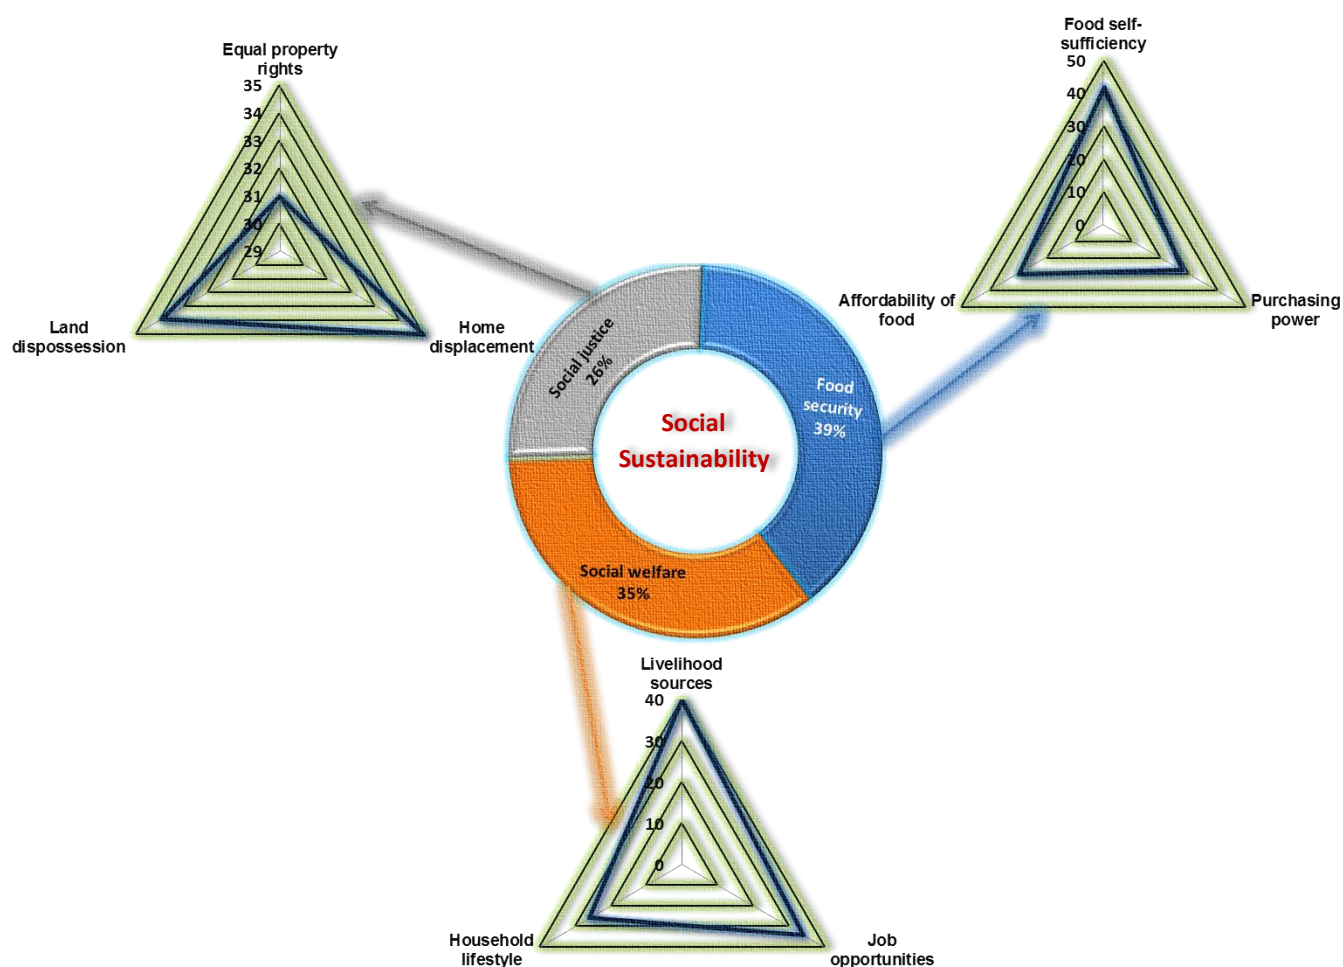 Equal property
rights
35
34
33
32
31
30
29
Land
dispossession
Home
displacement
Food self-
sufficiency
50
40
30
20
10
0
Affordability of
food
Purchasing
power
Social justice
26%
Food
security
39%
Social
Sustainability
Social welfare
35%
Livelihood
sources
40
30
20
10
0
Household
lifestyle
Job
opportunities